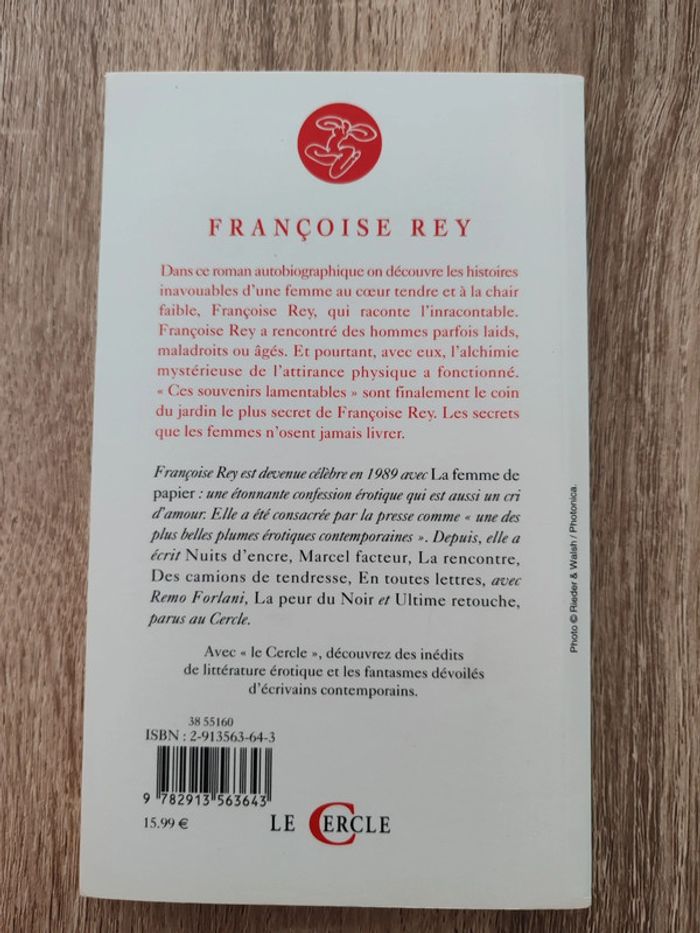 FRANÇOISE REY
Dans ce roman autobiographique on découvre les histoires
inavouables d'une femme au cœur tendre et à la chair
faible, Françoise Rey, qui raconte l'inracontable.
Françoise Rey a rencontré des hommes parfois laids,
maladroits ou âgés. Et pourtant, avec eux, l'alchimie
mystérieuse de l'attirance physique a fonctionné.
« Ces souvenirs lamentables » sont finalement le coin
du jardin le plus secret de Françoise Rey. Les secrets
que les femmes n'osent jamais livrer.
Françoise Rey est devenue célèbre en 1989 avec La femme de
papier : une étonnante confession érotique qui est aussi un cri
d'amour. Elle a été consacrée par la presse comme « une des
plus belles plumes érotiques contemporaines ». Depuis, elle a
écrit Nuits d'encre, Marcel facteur, La rencontre,
Des camions de tendresse, En toutes lettres, avec
Remo Forlani, La peur du Noir et Ultime retouche,
parus au Cercle.
Avec « le Cercle », découvrez des inédits
de littérature érotique et les fantasmes dévoilés
d'écrivains contemporains.
38 55160
ISBN : 2-913563-64-3
9 782913 563643
15.99 €
LE CERCLE
Photo © Rieder & Walsh / Photonica.